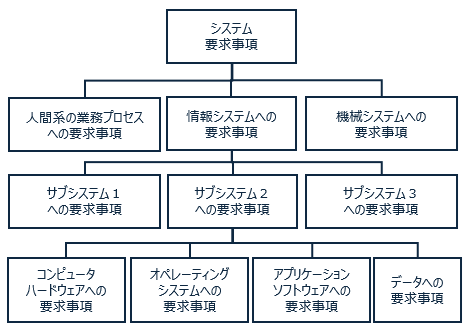 システム
要求事項
人間系の業務プロセス
への要求事項
情報システムへの
要求事項
機械システムへの
要求事項
サブシステム１
への要求事項
サブシステム２
への要求事項
サブシステム３
への要求事項
コンピュータ
ハードウェアへの
要求事項
オペレーティング
システムへの
要求事項
アプリケーション
ソフトウェアへの
要求事項
データへの
要求事項